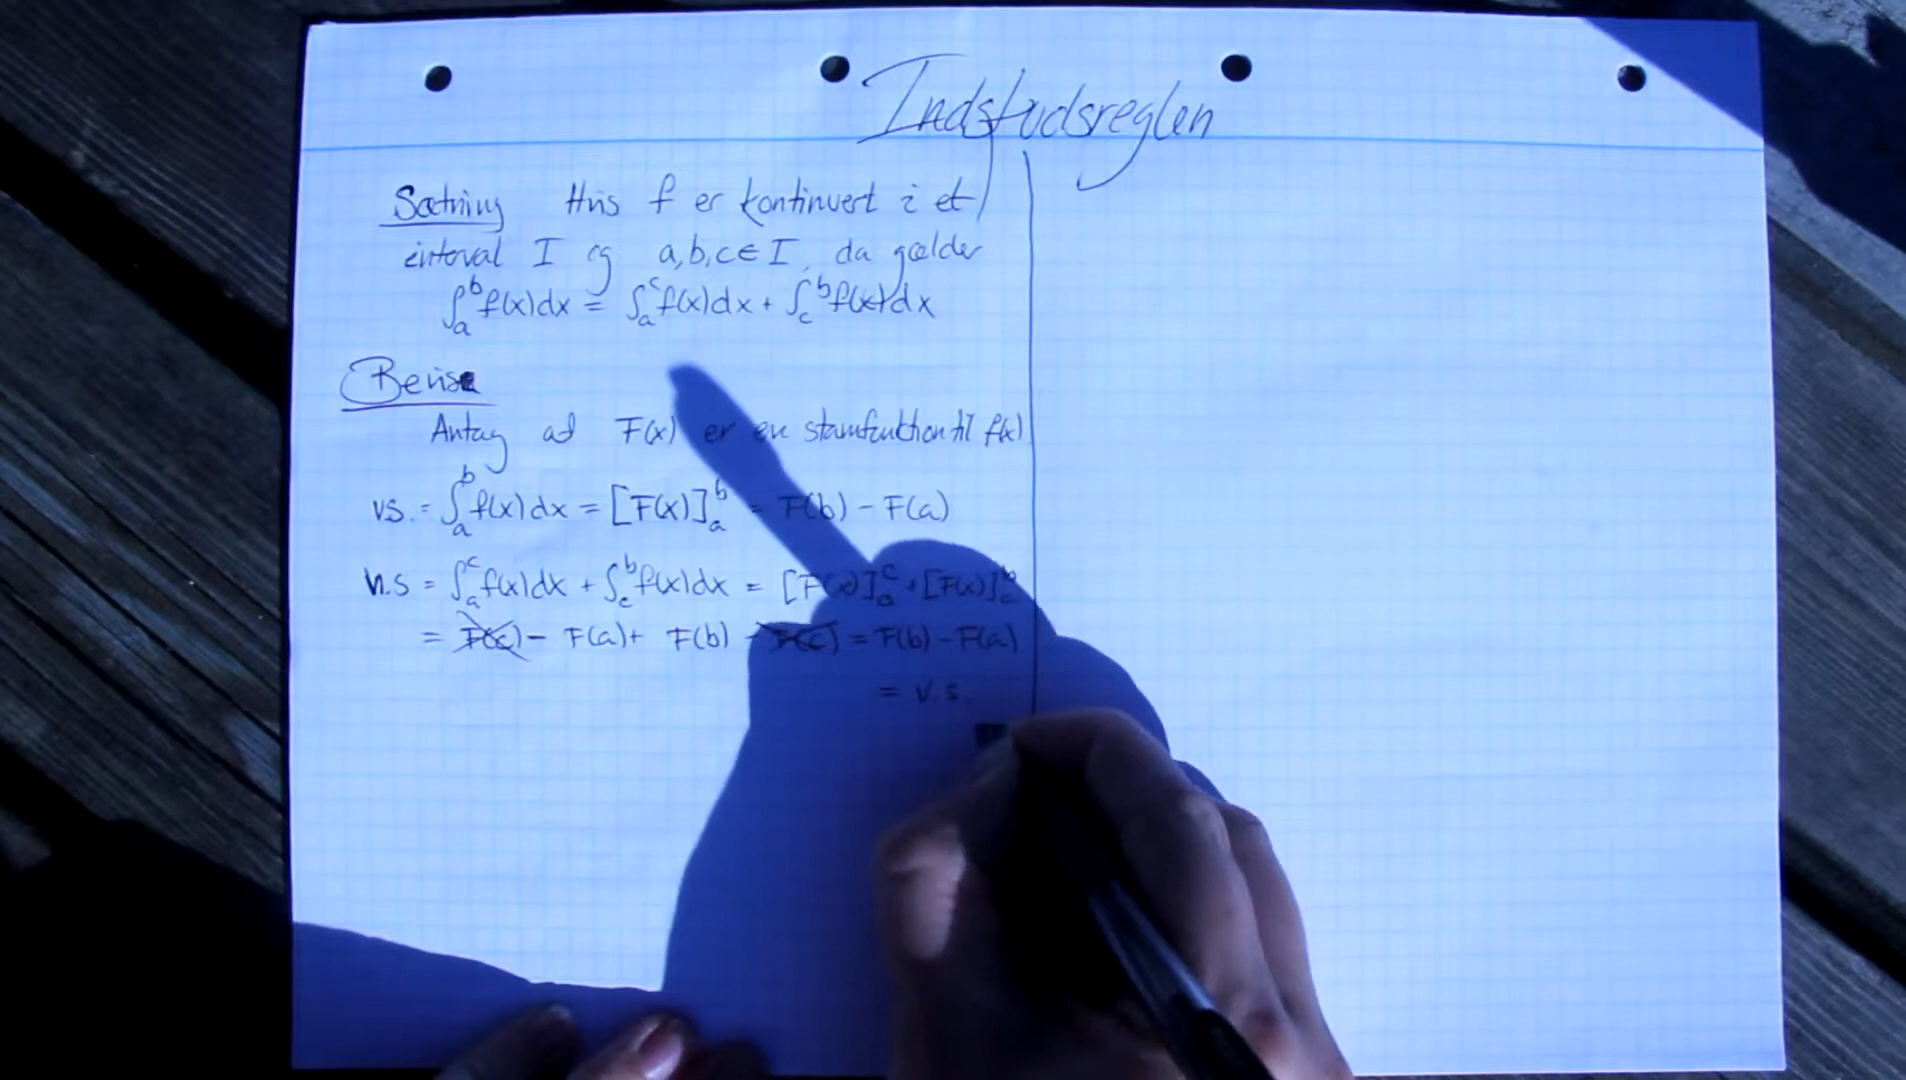 Indskudsreglen
Sætning Hvis f er kontinuert i et
interval I og a,b,c ∈ I, da gælder
∫_a^b f(x)dx = ∫_a^c f(x)dx + ∫_c^b f(x)dx
Bevis
Antag at F(x) er en stamfunktion til f(x)
v.s. = ∫_a^b f(x)dx = [F(x)]_a^b = F(b) - F(a)
h.s = ∫_a^c f(x)dx + ∫_c^b f(x)dx = [F(x)]_a^c + [F(x)]_c^b
= F(c) - F(a) + F(b) - F(c) = F(b) - F(a)
= v.s.